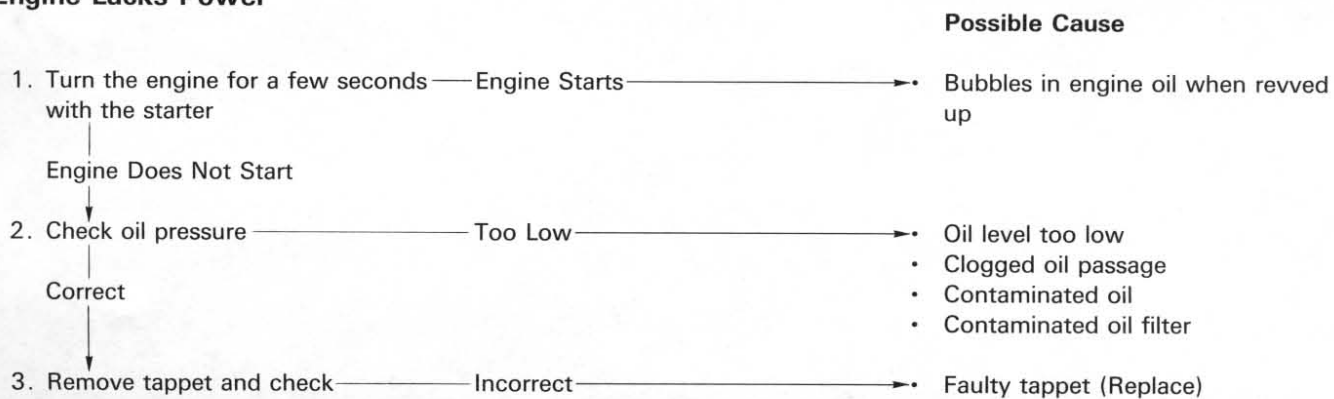 Engine Lacks Power
Possible Cause
1. Turn the engine for a few seconds Engine Starts • Bubbles in engine oil when revved
with the starter up
Engine Does Not Start
2. Check oil pressure Too Low • Oil level too low
• Clogged oil passage
Correct • Contaminated oil
• Contaminated oil filter
3. Remove tappet and check Incorrect • Faulty tappet (Replace)